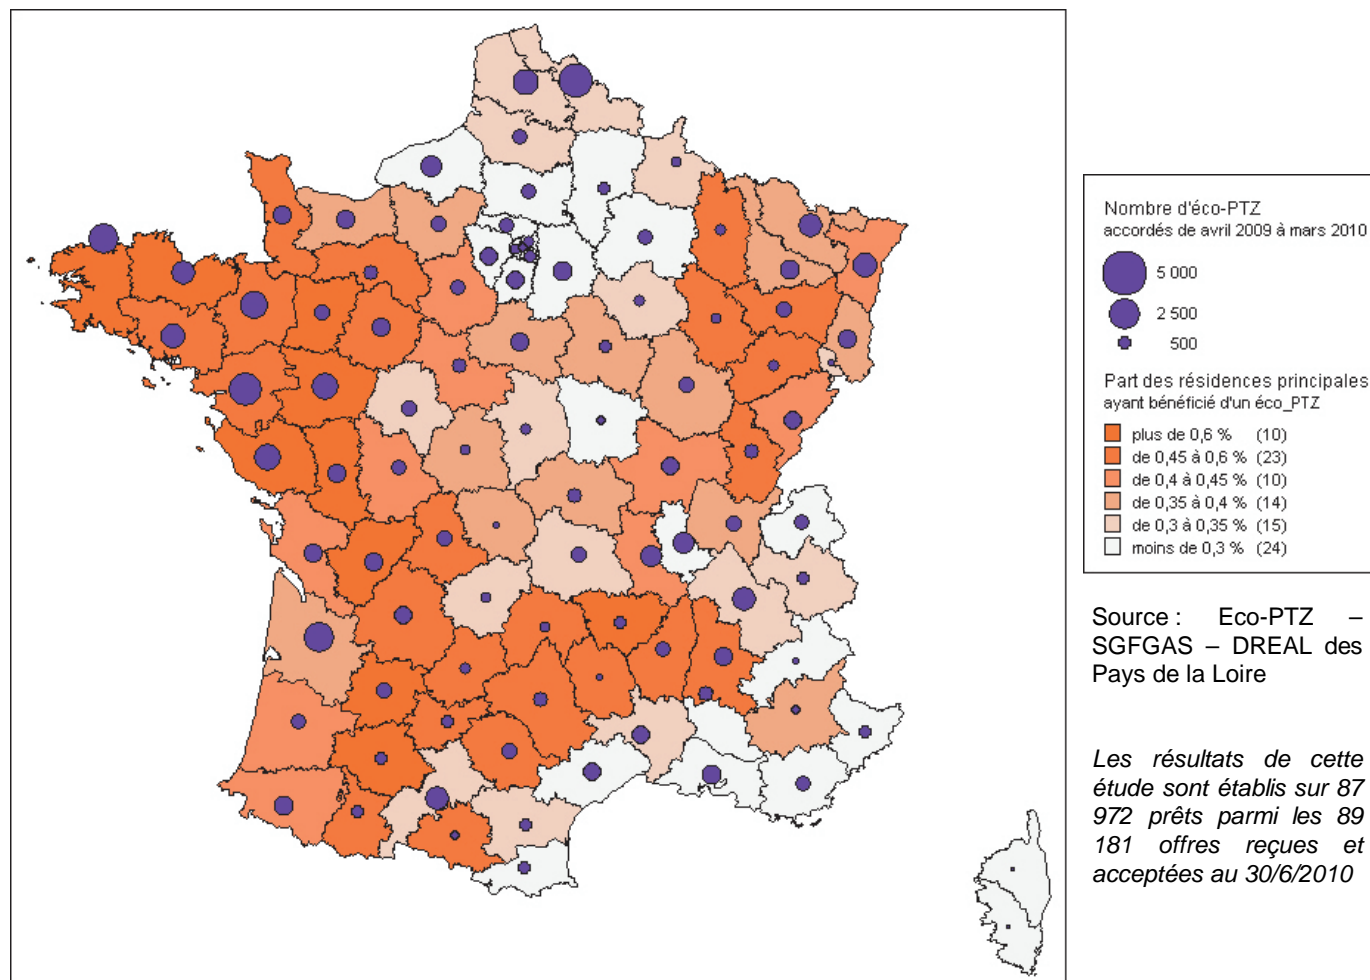 Nombre d'éco-PTZ
accordés de avril 2009 à mars 2010
5 000
2 500
500
Part des résidences principales
ayant bénéficié d'un éco_PTZ
plus de 0,6 % (10)
de 0,45 à 0,6 % (23)
de 0,4 à 0,45 % (10)
de 0,35 à 0,4 % (14)
de 0,3 à 0,35 % (15)
moins de 0,3 % (24)
Source : Eco-PTZ –
SGFGAS – DREAL des
Pays de la Loire
Les résultats de cette
étude sont établis sur 87
972 prêts parmi les 89
181 offres reçues et
acceptées au 30/6/2010